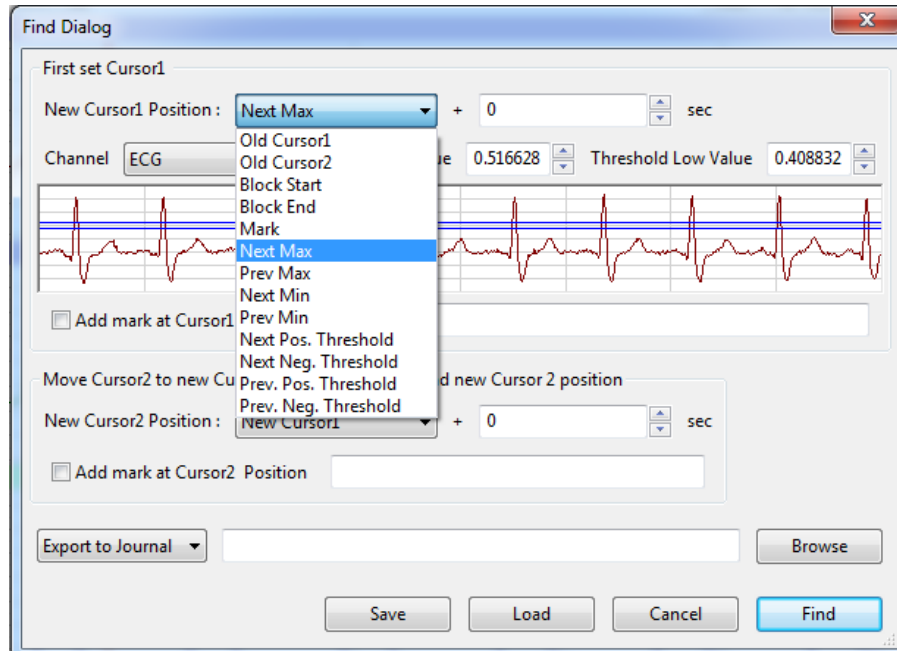 Find Dialog
First set Cursor1
New Cursor1 Position : Next Max + 0 sec
Old Cursor1
Old Cursor2
Block Start
Block End
Mark
Next Max
Prev Max
Next Min
Prev Min
Next Pos. Threshold
Next Neg. Threshold
Prev. Pos. Threshold
Prev. Neg. Threshold
Channel ECG 0.516628 Threshold Low Value 0.408832
Add mark at Cursor1
Move Cursor2 to new new Cursor 2 position
New Cursor2 Position : New Cursor1 + 0 sec
Add mark at Cursor2 Position
Export to Journal Browse
Save Load Cancel Find